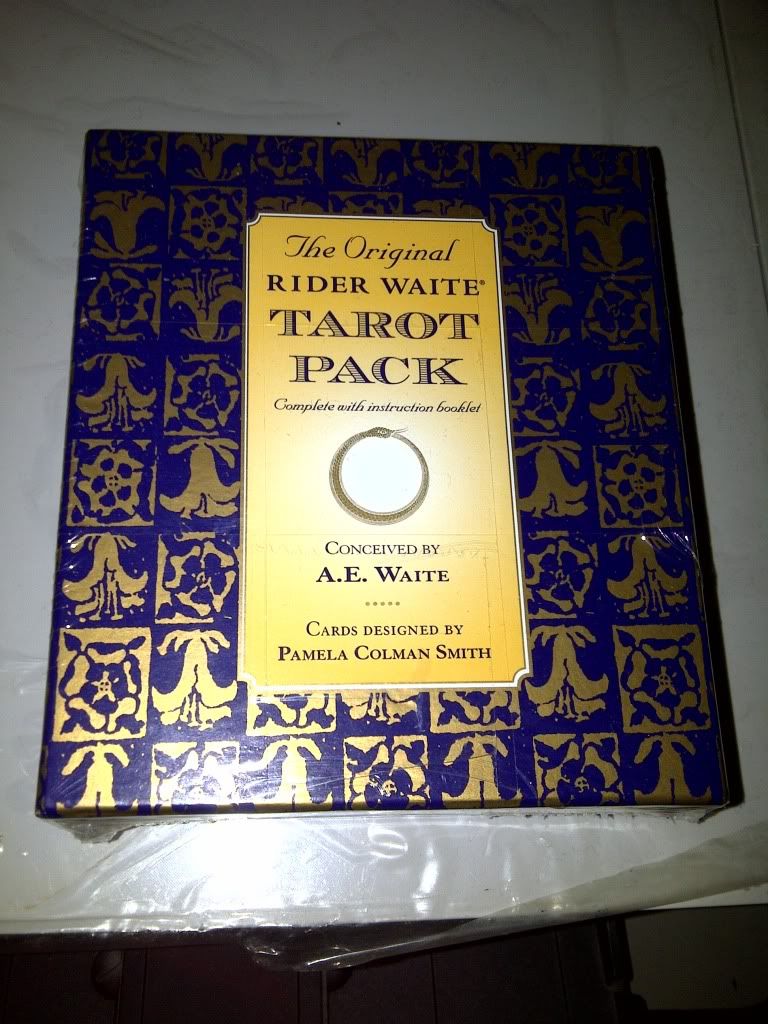 The Original
RIDER WAITE®
TAROT
PACK
Complete with instruction booklet
CONCEIVED BY
A.E. WAITE
CARDS DESIGNED BY
PAMELA COLMAN SMITH